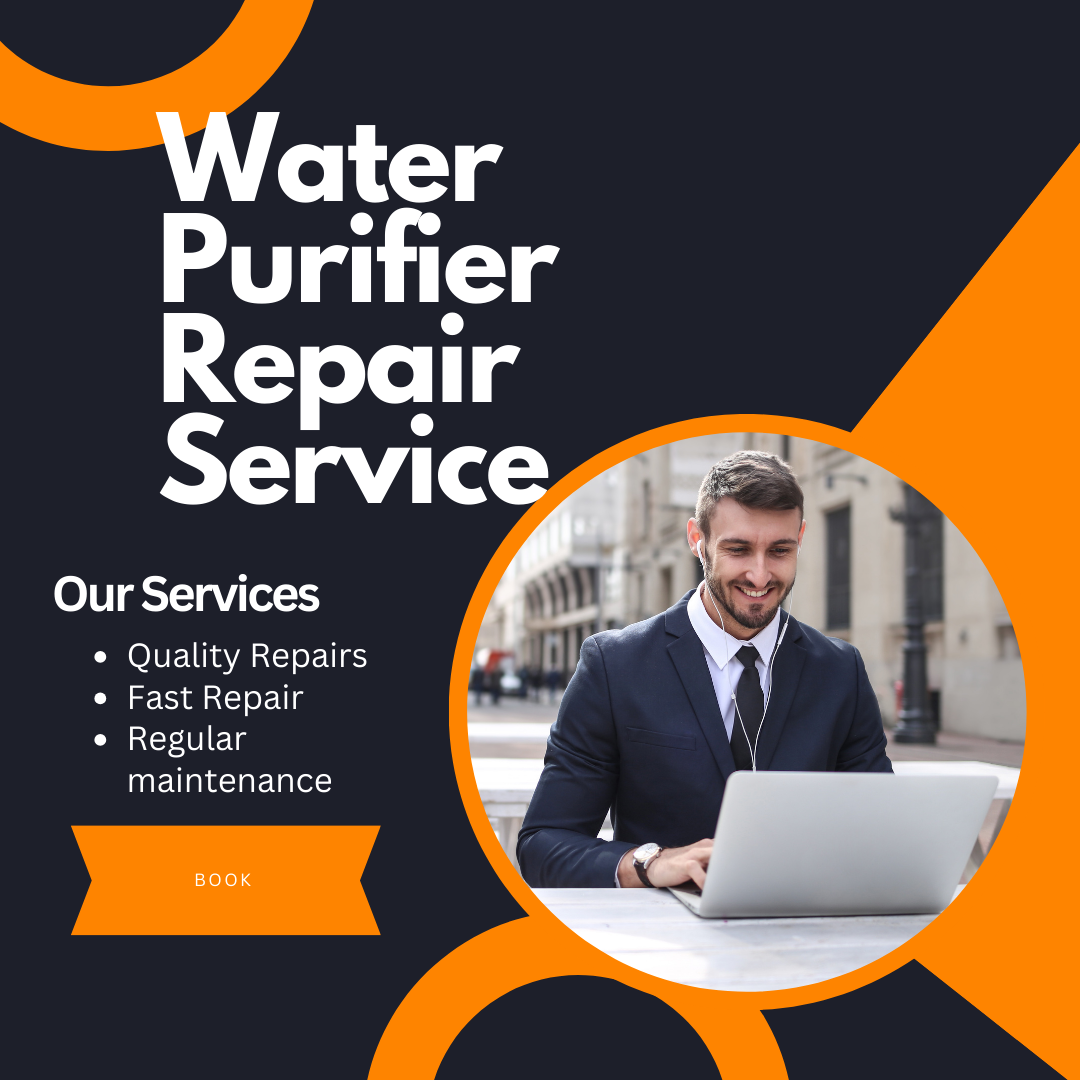 Water
Purifier
Repair
Service
Our Services
• Quality Repairs
• Fast Repair
• Regular
maintenance
BOOK